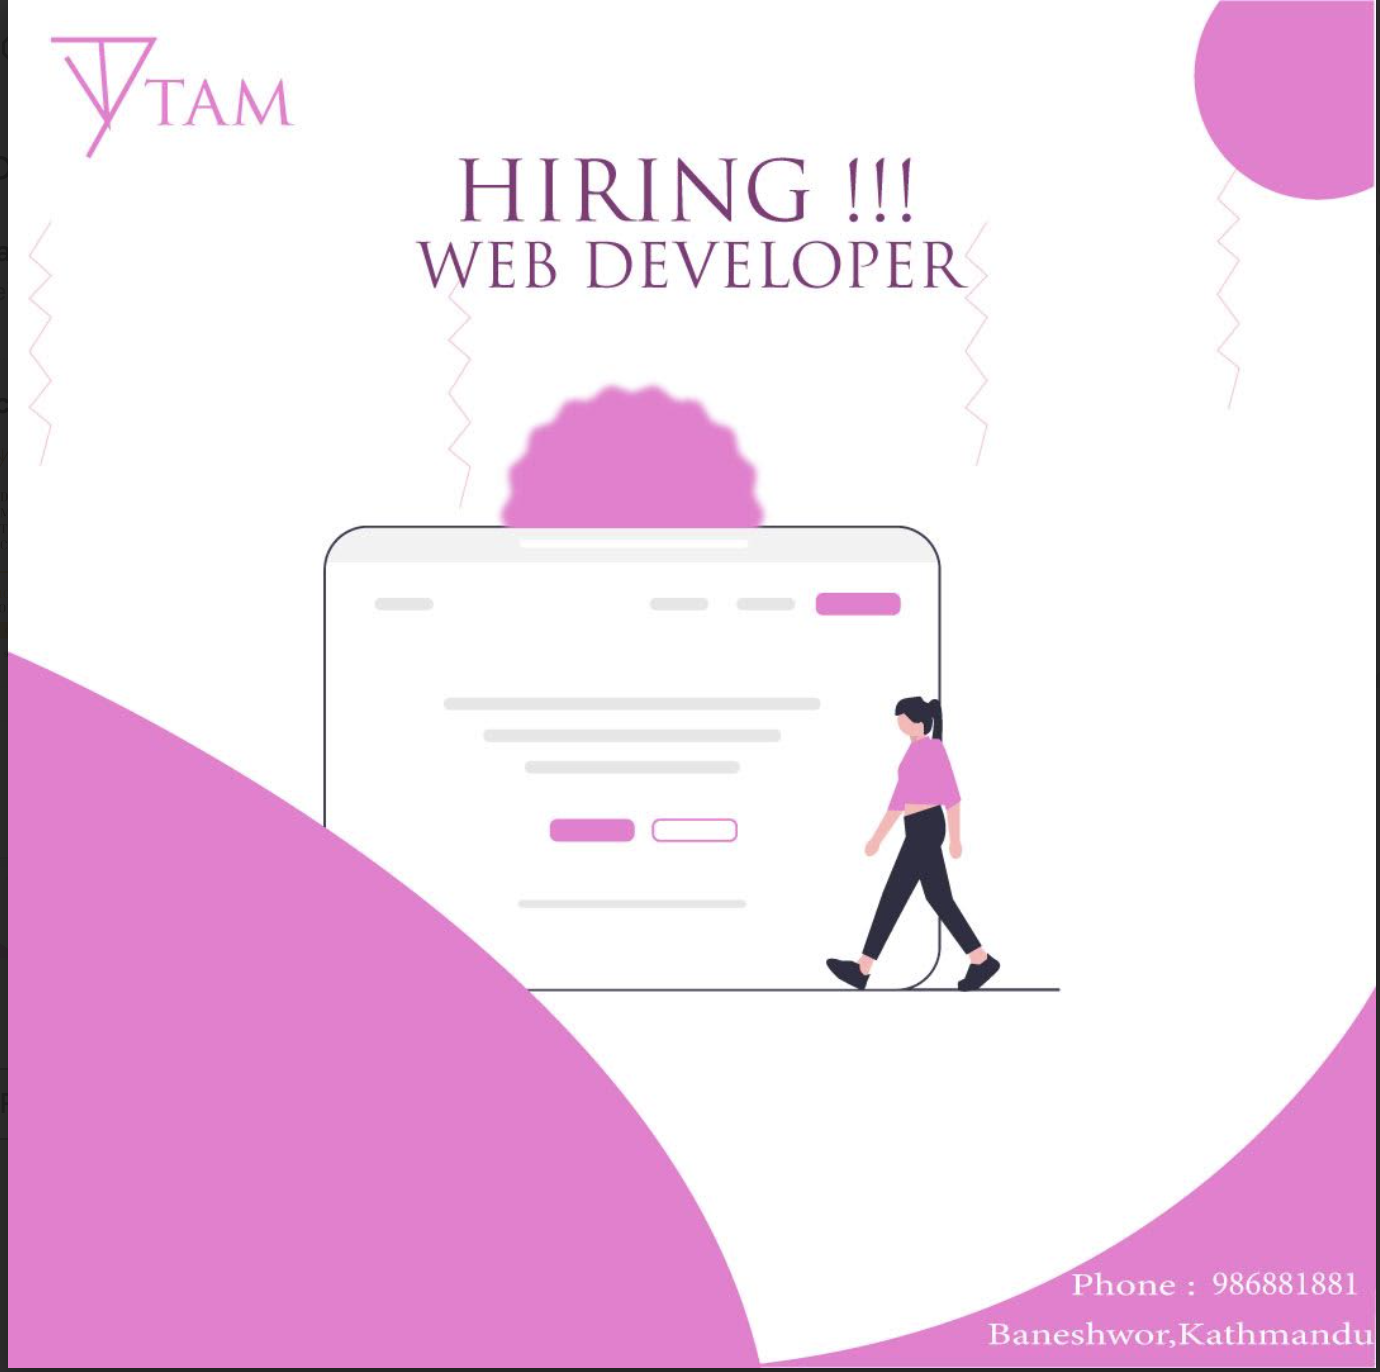 TAM
HIRING !!!
WEB DEVELOPER
Phone : 986881881
Baneshwor,Kathmandu